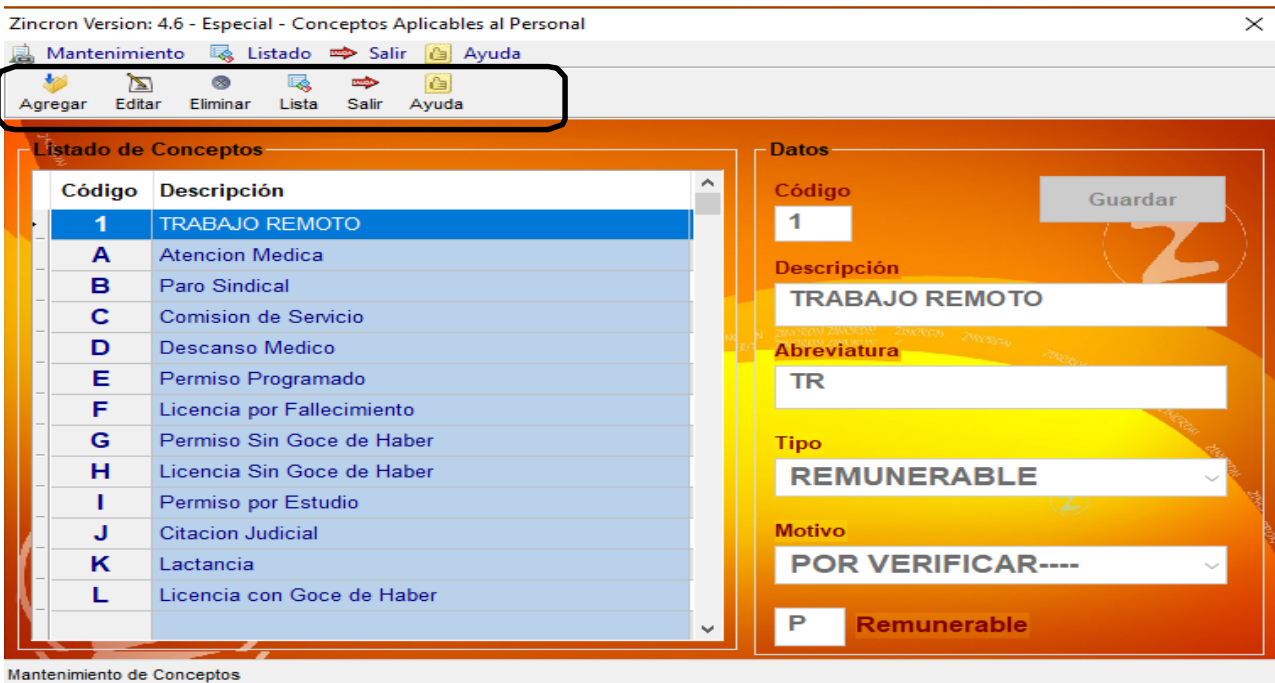 Zincron Version: 4.6 - Especial - Conceptos Aplicables al Personal
Mantenimiento Listado Salir Ayuda
Agregar Editar Eliminar Lista Salir Ayuda
Listado de Conceptos
Código Descripción
1 TRABAJO REMOTO
A Atencion Medica
B Paro Sindical
C Comision de Servicio
D Descanso Medico
E Permiso Programado
F Licencia por Fallecimiento
G Permiso Sin Goce de Haber
H Licencia Sin Goce de Haber
I Permiso por Estudio
J Citacion Judicial
K Lactancia
L Licencia con Goce de Haber
Datos
Código
1
Guardar
Descripción
TRABAJO REMOTO
Abreviatura
TR
Tipo
REMUNERABLE
Motivo
POR VERIFICAR----
P Remunerable
Mantenimiento de Conceptos